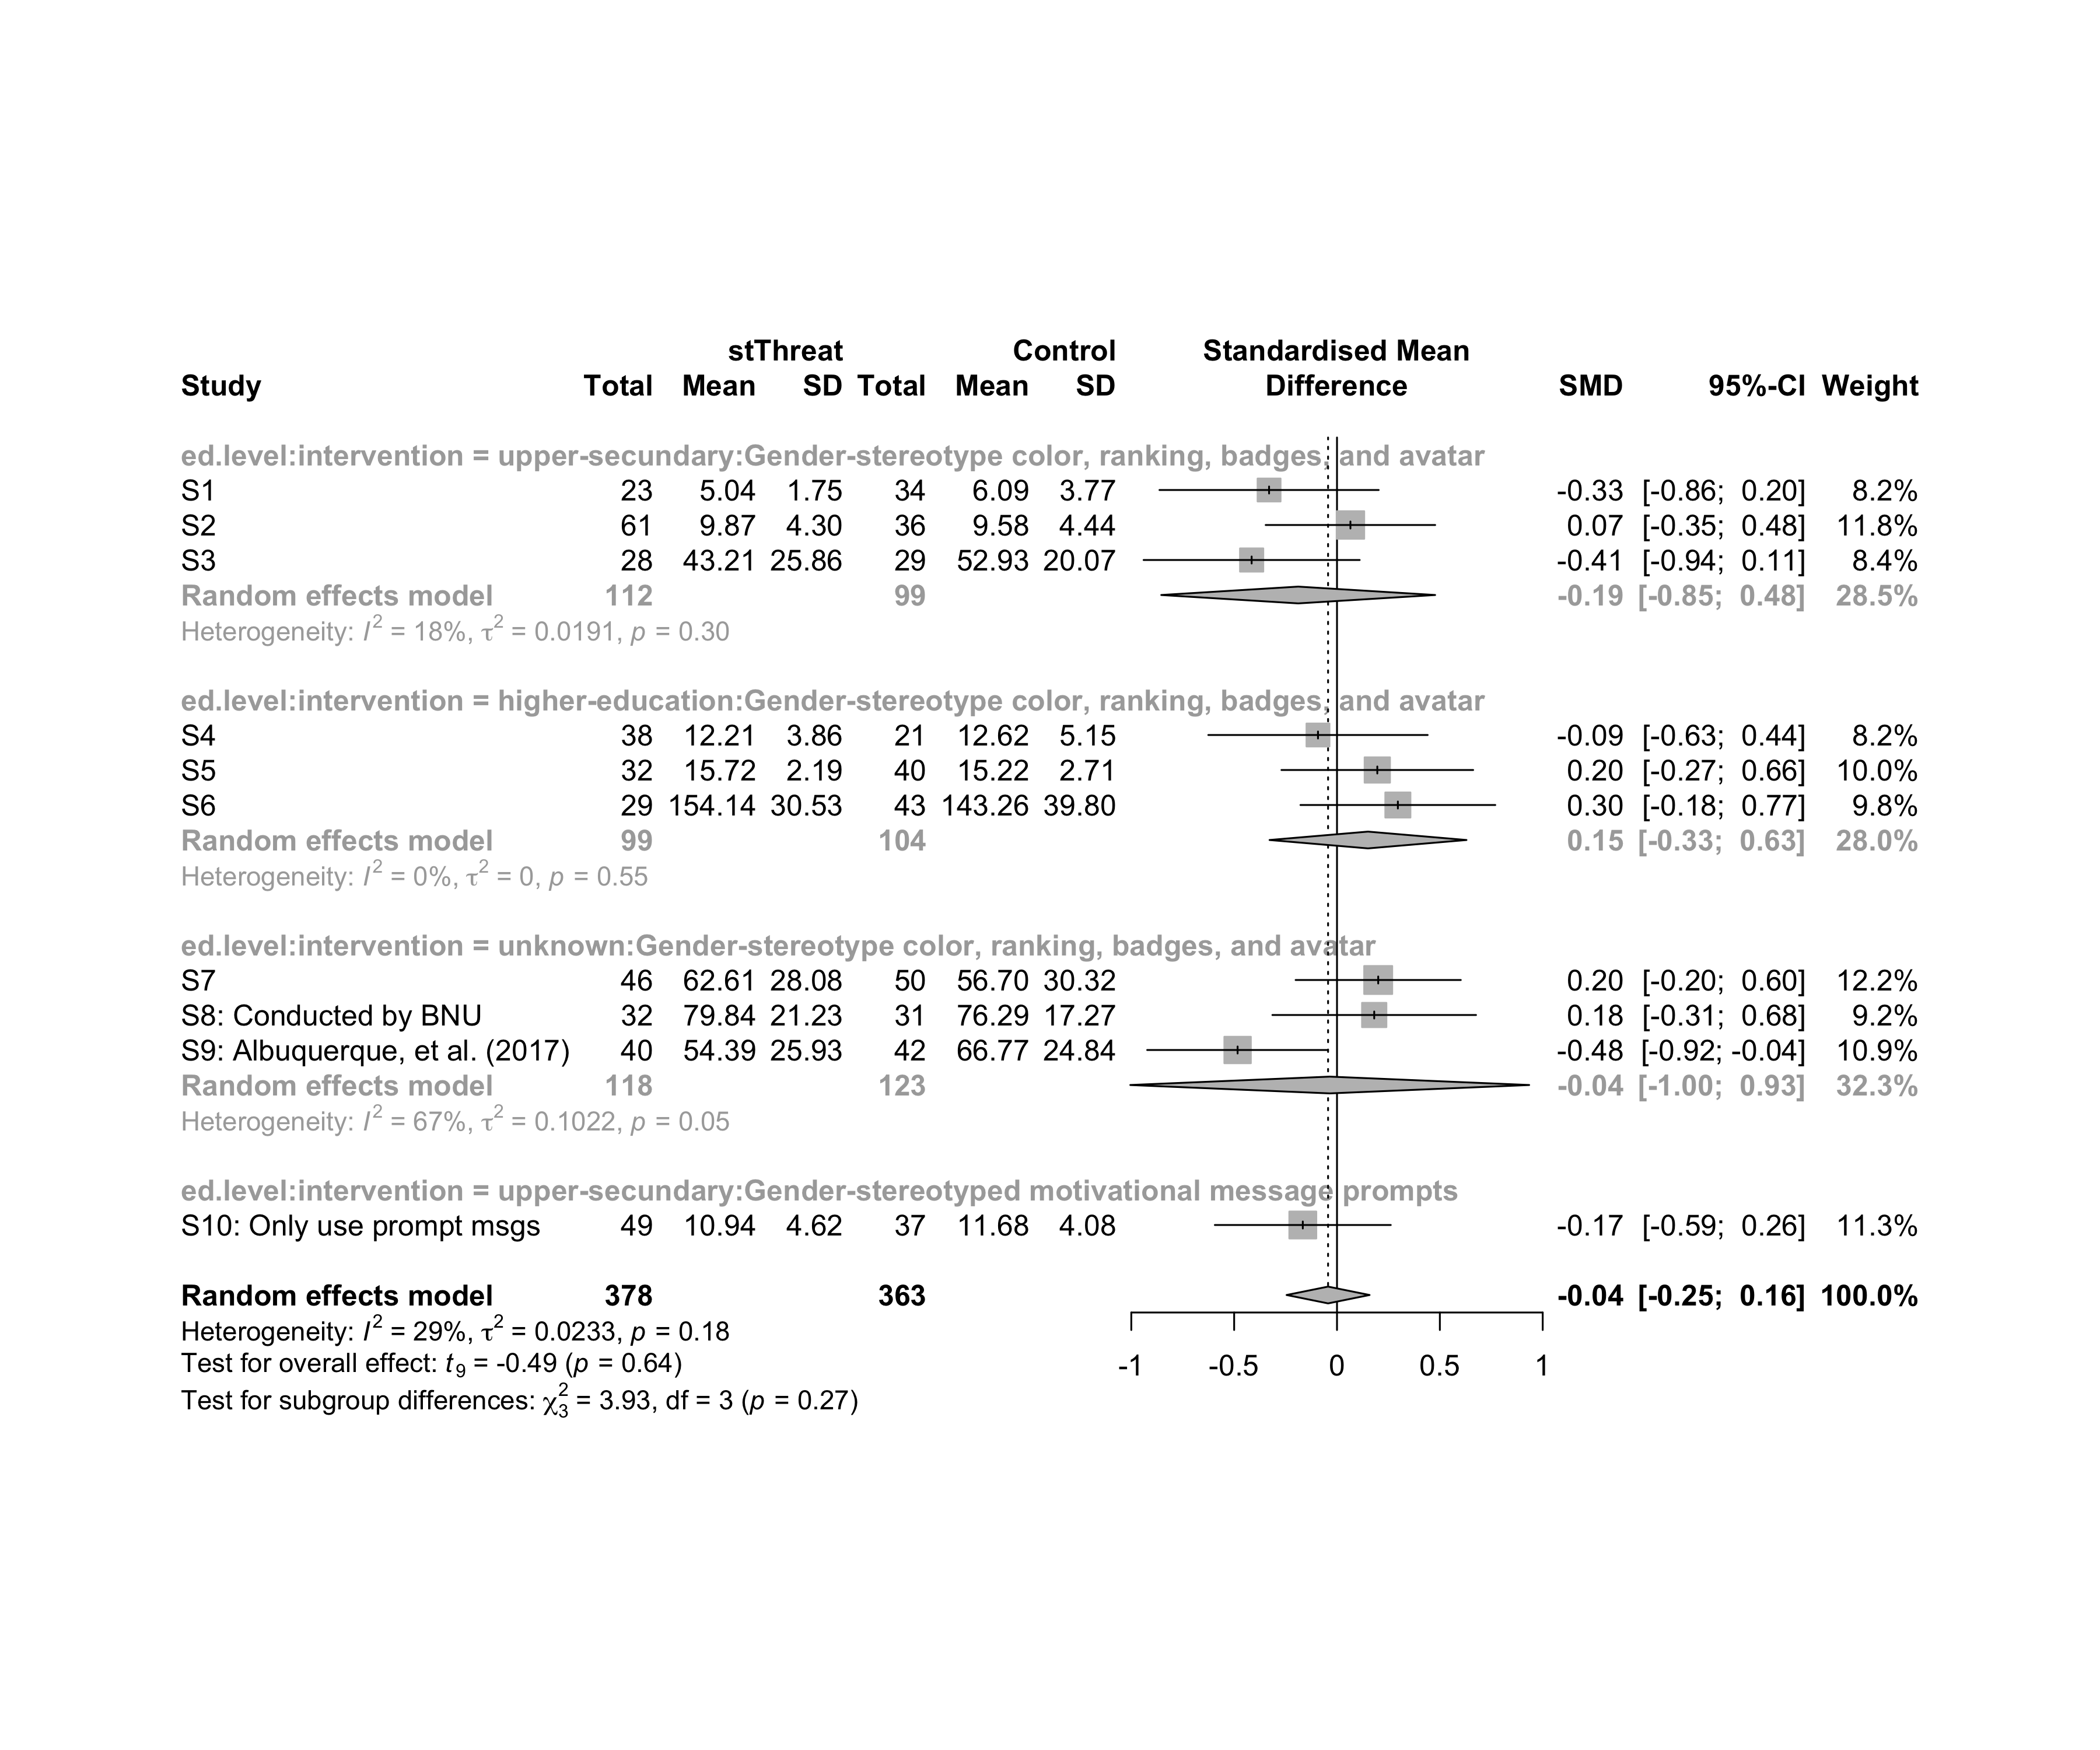 stThreat Control Standardised Mean
Study Total Mean SD Total Mean SD Difference SMD 95%-CI Weight
ed.level:intervention = upper-secundary:Gender-stereotype color, ranking, badges, and avatar
S1 23 5.04 1.75 34 6.09 3.77 -0.33 [-0.86; 0.20] 8.2%
S2 61 9.87 4.30 36 9.58 4.44 0.07 [-0.35; 0.48] 11.8%
S3 28 43.21 25.86 29 52.93 20.07 -0.41 [-0.94; 0.11] 8.4%
Random effects model 112 99 -0.19 [-0.85; 0.48] 28.5%
Heterogeneity: I² = 18%, τ² = 0.0191, p = 0.30
ed.level:intervention = higher-education:Gender-stereotype color, ranking, badges, and avatar
S4 38 12.21 3.86 21 12.62 5.15 -0.09 [-0.63; 0.44] 8.2%
S5 32 15.72 2.19 40 15.22 2.71 0.20 [-0.27; 0.66] 10.0%
S6 29 154.14 30.53 43 143.26 39.80 0.30 [-0.18; 0.77] 9.8%
Random effects model 99 104 0.15 [-0.33; 0.63] 28.0%
Heterogeneity: I² = 0%, τ² = 0, p = 0.55
ed.level:intervention = unknown:Gender-stereotype color, ranking, badges, and avatar
S7 46 62.61 28.08 50 56.70 30.32 0.20 [-0.20; 0.60] 12.2%
S8: Conducted by BNU 32 79.84 21.23 31 76.29 17.27 0.18 [-0.31; 0.68] 9.2%
S9: Albuquerque, et al. (2017) 40 54.39 25.93 42 66.77 24.84 -0.48 [-0.92; -0.04] 10.9%
Random effects model 118 123 -0.04 [-1.00; 0.93] 32.3%
Heterogeneity: I² = 67%, τ² = 0.1022, p = 0.05
ed.level:intervention = upper-secundary:Gender-stereotyped motivational message prompts
S10: Only use prompt msgs 49 10.94 4.62 37 11.68 4.08 -0.17 [-0.59; 0.26] 11.3%
Random effects model 378 363 -0.04 [-0.25; 0.16] 100.0%
Heterogeneity: I² = 29%, τ² = 0.0233, p = 0.18
Test for overall effect: t₉ = -0.49 (p = 0.64)
-1 -0.5 0 0.5 1
Test for subgroup differences: χ²₃ = 3.93, df = 3 (p = 0.27)